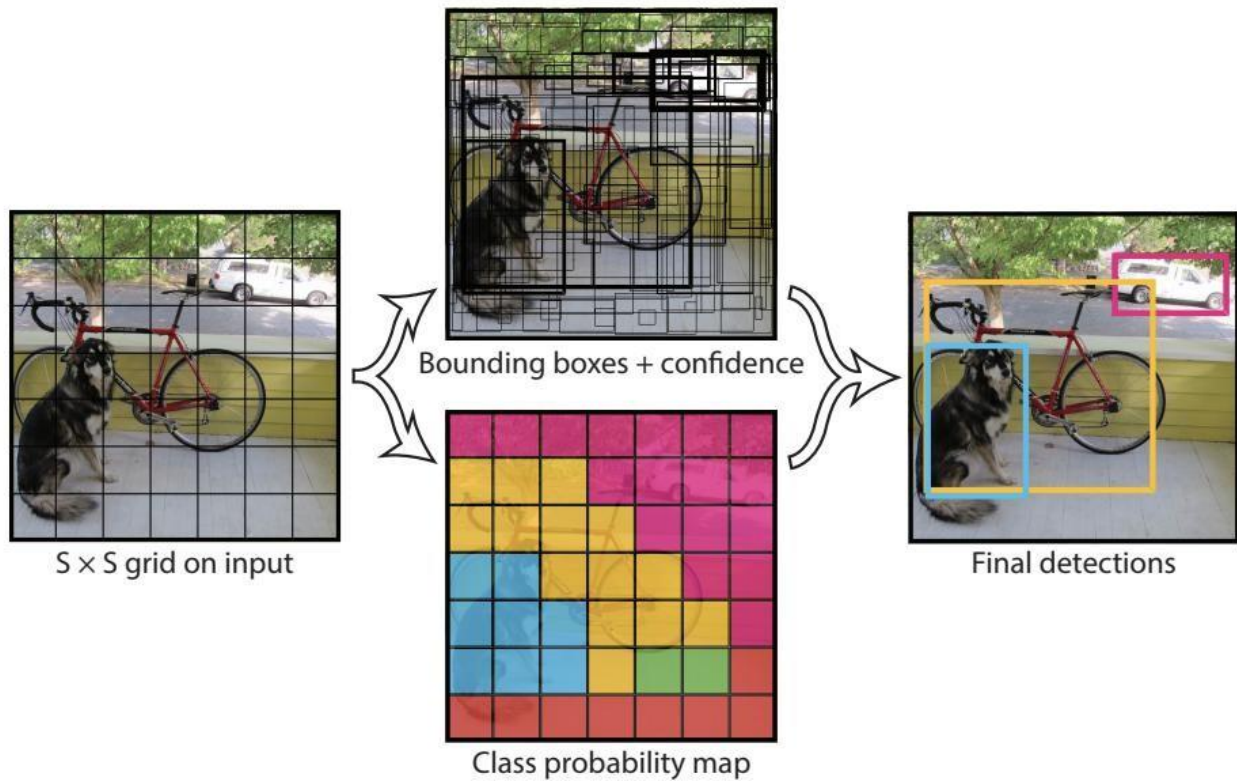 Bounding boxes + confidence
S × S grid on input
Final detections
Class probability map